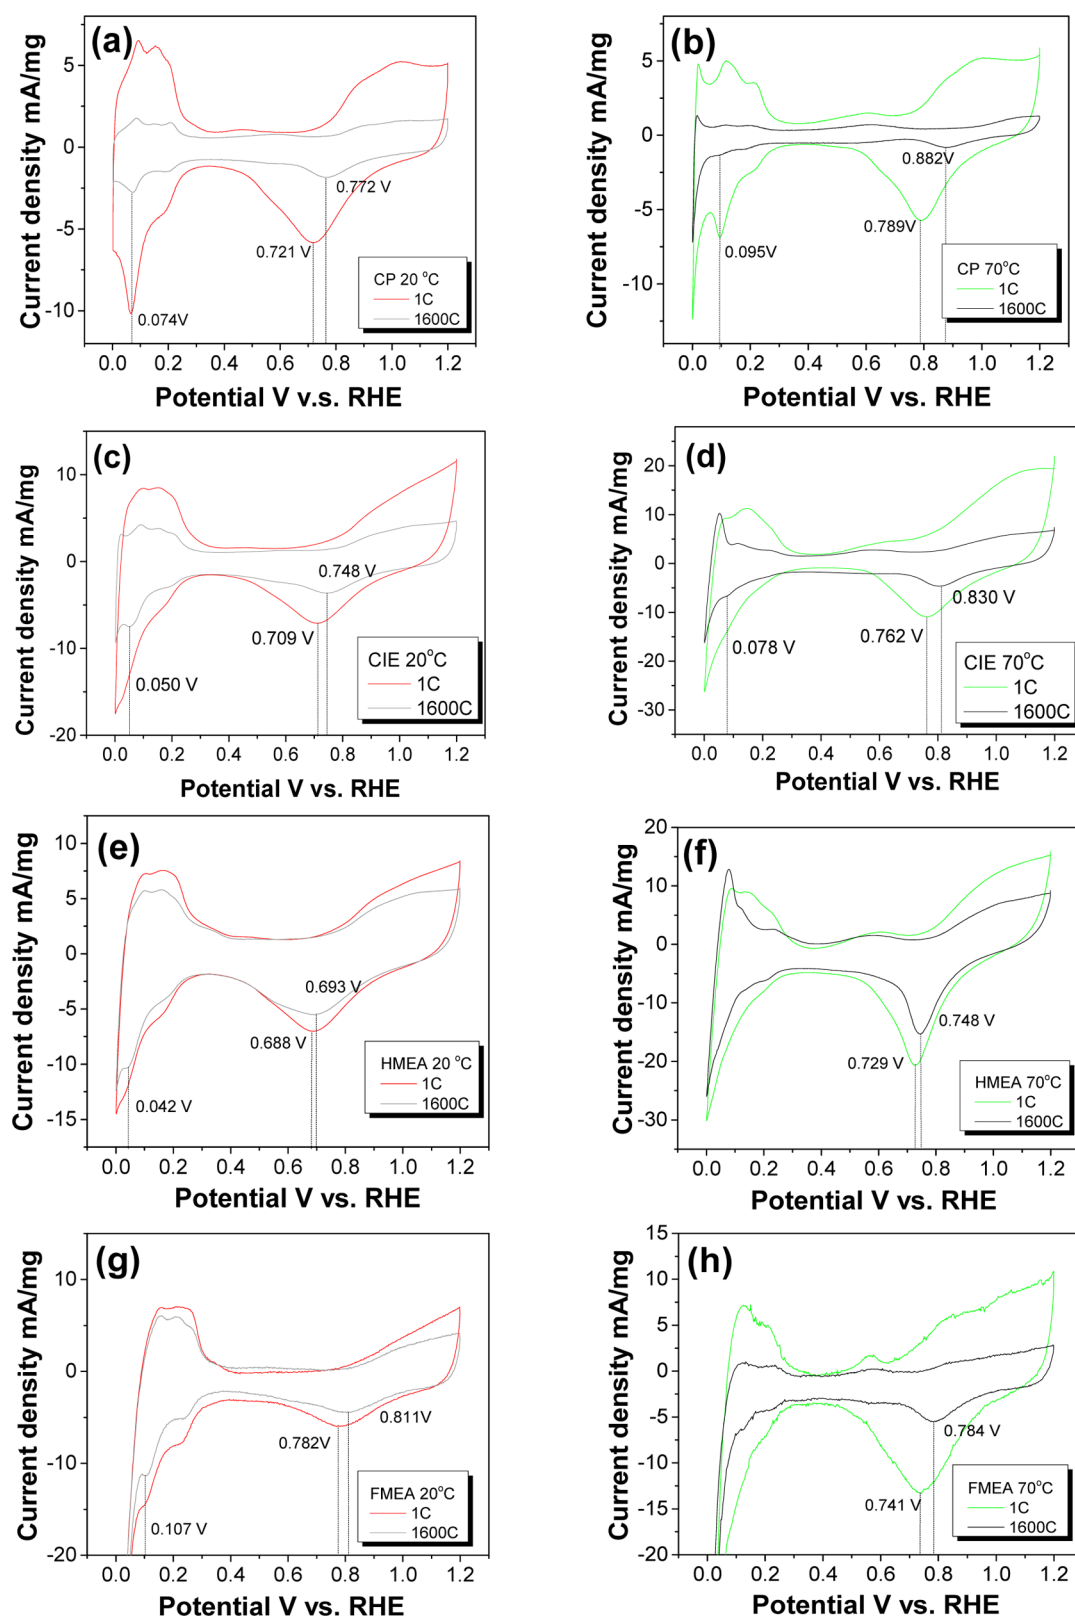 (a)
Current density mA/mg
5
0
-5
-10
0.772 V
0.721 V
0.074V
CP 20 °C
1C
1600C
0.0 0.2 0.4 0.6 0.8 1.0 1.2
Potential V v.s. RHE
(b)
Current density mA/mg
5
0
-5
-10
0.882V
0.789V
0.095V
CP 70°C
1C
1600C
0.0 0.2 0.4 0.6 0.8 1.0 1.2
Potential V vs. RHE
(c)
Current density mA/mg
10
0
-10
-20
0.748 V
0.709 V
0.050 V
CIE 20°C
1C
1600C
0.0 0.2 0.4 0.6 0.8 1.0 1.2
Potential V vs. RHE
(d)
Current density mA/mg
20
10
0
-10
-20
-30
0.830 V
0.762 V
0.078 V
CIE 70°C
1C
1600C
0.0 0.2 0.4 0.6 0.8 1.0 1.2
Potential V vs. RHE
(e)
Current density mA/mg
10
5
0
-5
-10
-15
0.693 V
0.688 V
0.042 V
HMEA 20 °C
1C
1600C
0.0 0.2 0.4 0.6 0.8 1.0 1.2
Potential V vs. RHE
(f)
Current density mA/mg
20
10
0
-10
-20
-30
0.748 V
0.729 V
HMEA 70°C
1C
1600C
0.0 0.2 0.4 0.6 0.8 1.0 1.2
Potential V vs. RHE
(g)
Current density mA/mg
10
0
-10
-20
0.811V
0.782V
0.107 V
FMEA 20°C
1C
1600C
0.0 0.2 0.4 0.6 0.8 1.0 1.2
Potential V vs. RHE
(h)
Current density mA/mg
15
10
5
0
-5
-10
-15
-20
0.784 V
0.741 V
FMEA 70°C
1C
1600C
0.0 0.2 0.4 0.6 0.8 1.0 1.2
Potential V vs. RHE